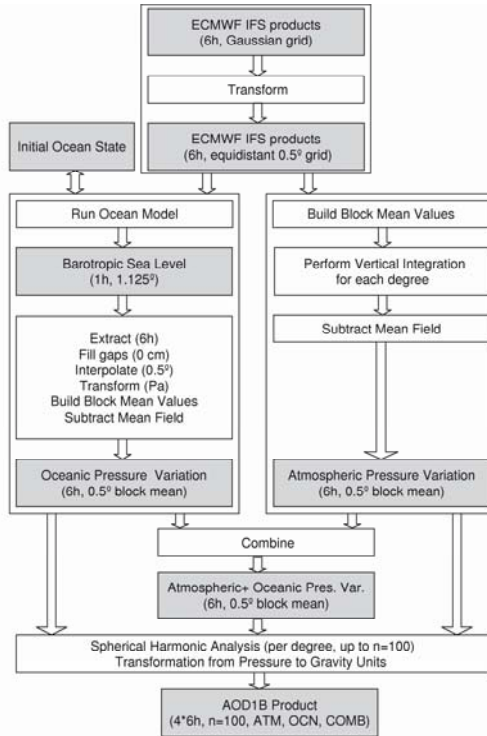 ECMWF IFS products
(6h, Gaussian grid)
Transform
Initial Ocean State
ECMWF IFS products
(6h, equidistant 0.5º grid)
Run Ocean Model
Barotropic Sea Level
(1h, 1.125º)
Extract (6h)
Fill gaps (0 cm)
Interpolate (0.5º)
Transform (Pa)
Build Block Mean Values
Subtract Mean Field
Oceanic Pressure Variation
(6h, 0.5º block mean)
Build Block Mean Values
Perform Vertical Integration
for each degree
Subtract Mean Field
Atmospheric Pressure Variation
(6h, 0.5º block mean)
Combine
Atmospheric+ Oceanic Pres. Var.
(6h, 0.5º block mean)
Spherical Harmonic Analysis (per degree, up to n=100)
Transformation from Pressure to Gravity Units
AOD1B Product
(4*6h, n=100, ATM, OCN, COMB)